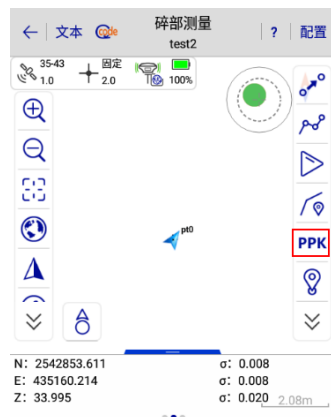 碎部测量
文本 Code test2 ? 配置
35-43 固定
1.0 2.0 100%
pt0
PPK
N: 2542853.611 σ: 0.008
E: 435160.214 σ: 0.008
Z: 33.995 σ: 0.020 2.08m